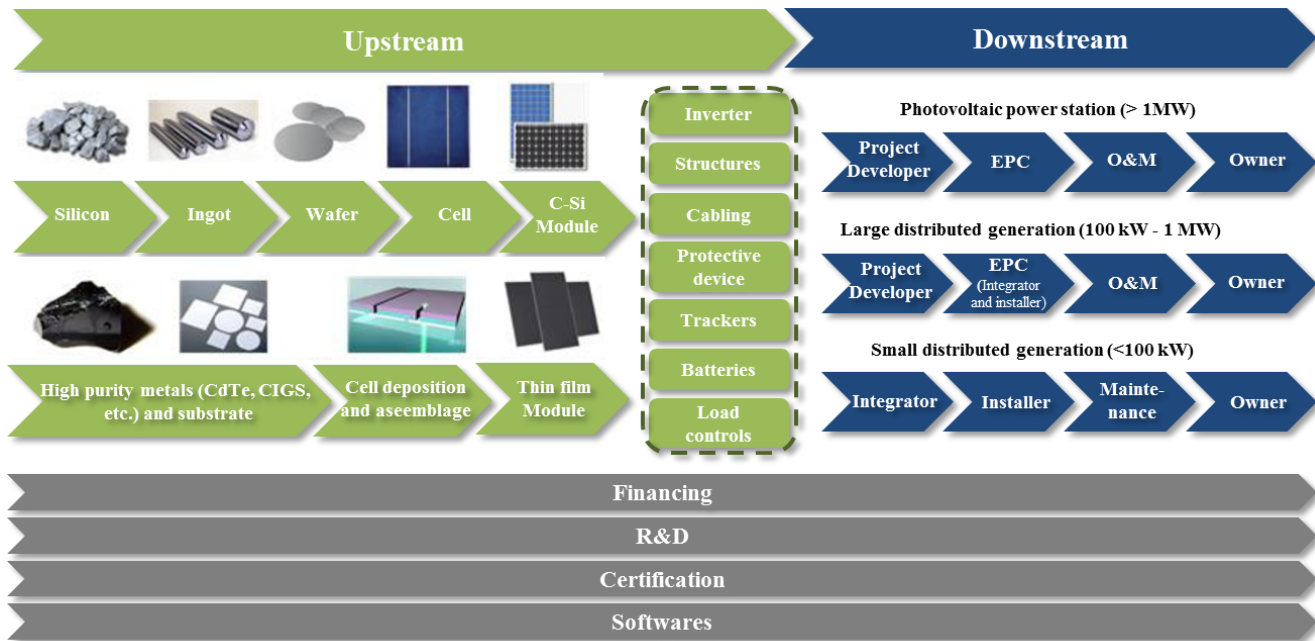 Upstream
Downstream
Silicon
Ingot
Wafer
Cell
C-Si
Module
High purity metals (CdTe, CIGS,
etc.) and substrate
Cell deposition
and aseemblage
Thin film
Module
Inverter
Structures
Cabling
Protective
device
Trackers
Batteries
Load
controls
Photovoltaic power station (> 1MW)
Project
Developer
EPC
O&M
Owner
Large distributed generation (100 kW - 1 MW)
Project
Developer
EPC
(Integrator
and installer)
O&M
Owner
Small distributed generation (<100 kW)
Integrator
Installer
Mainte-
nance
Owner
Financing
R&D
Certification
Softwares